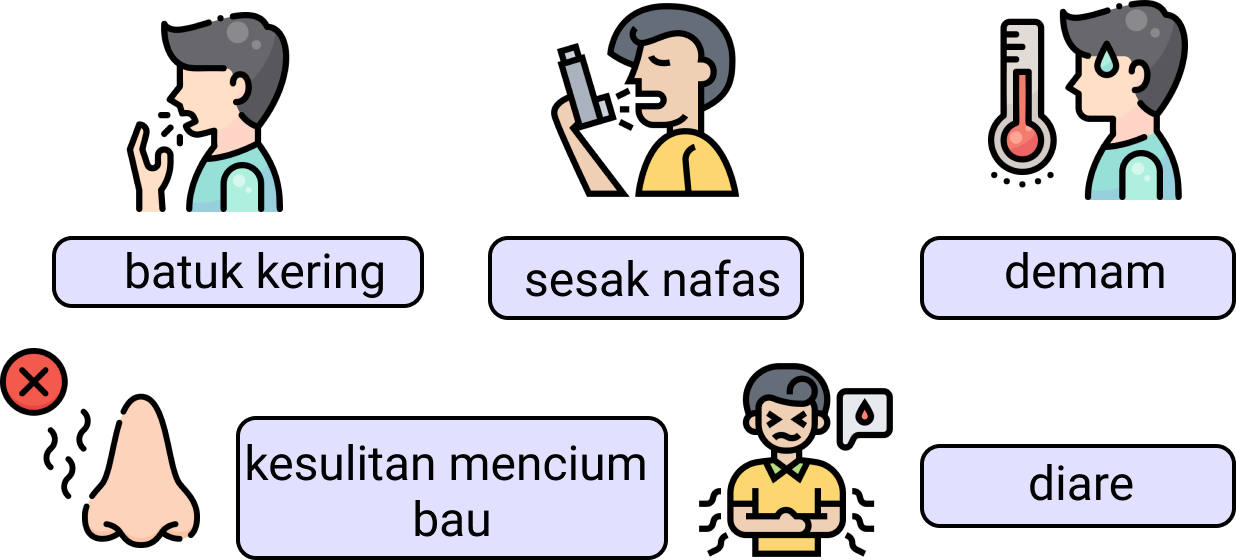 batuk kering
sesak nafas
demam
kesulitan mencium
bau
diare